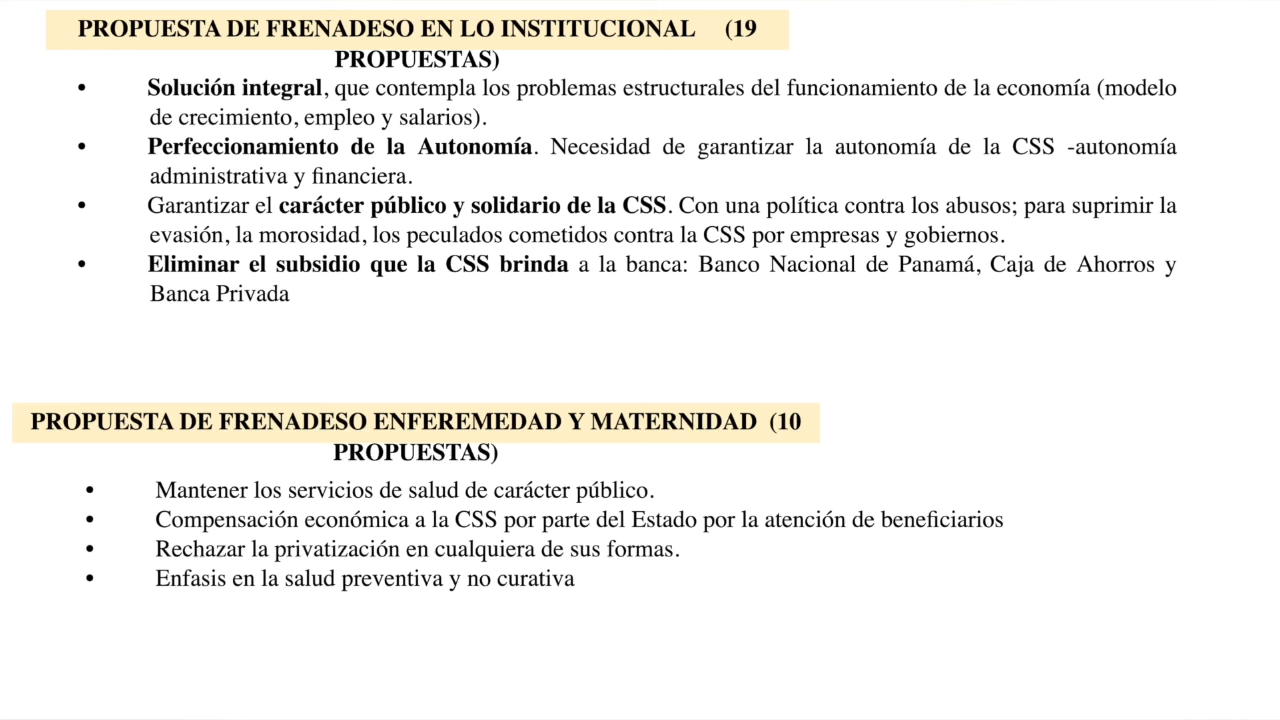 PROPUESTA DE FRENADESO EN LO INSTITUCIONAL (19
PROPUESTAS)
• Solución integral, que contempla los problemas estructurales del funcionamiento de la economía (modelo
de crecimiento, empleo y salarios).
• Perfeccionamiento de la Autonomía. Necesidad de garantizar la autonomía de la CSS -autonomía
administrativa y financiera.
• Garantizar el carácter público y solidario de la CSS. Con una política contra los abusos; para suprimir la
evasión, la morosidad, los peculados cometidos contra la CSS por empresas y gobiernos.
• Eliminar el subsidio que la CSS brinda a la banca: Banco Nacional de Panamá, Caja de Ahorros y
Banca Privada
PROPUESTA DE FRENADESO ENFEREMEDAD Y MATERNIDAD (10
PROPUESTAS)
• Mantener los servicios de salud de carácter público.
• Compensación económica a la CSS por parte del Estado por la atención de beneficiarios
• Rechazar la privatización en cualquiera de sus formas.
• Enfasis en la salud preventiva y no curativa